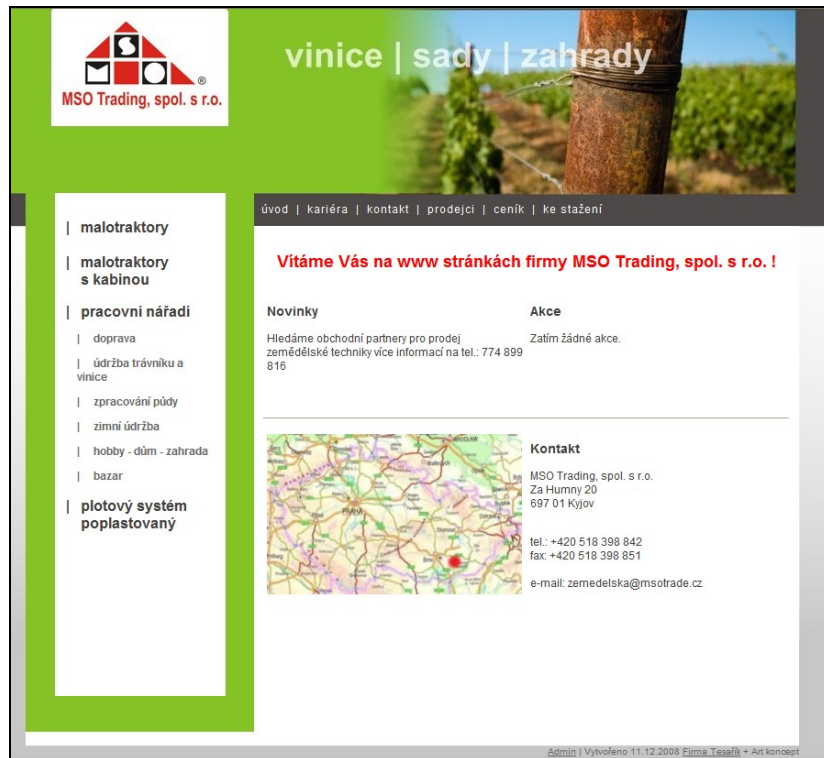 MSO
®
MSO Trading, spol. s r.o.
vinice | sady | zahrady
úvod | kariéra | kontakt | prodejci | ceník | ke stažení
| malotraktory
| malotraktory
s kabinou
| pracovní nářadí
| doprava
| údržba trávníku a
vinice
| zpracování půdy
| zimní údržba
| hobby - dům - zahrada
| bazar
| plotový systém
poplastovaný
Vítáme Vás na www stránkách firmy MSO Trading, spol. s r.o. !
Novinky
Hledáme obchodní partnery pro prodej
zemědělské techniky více informací na tel.: 774 899
816
Akce
Zatím žádné akce.
WROCŁAW
PRAHA
Brno
Kontakt
MSO Trading, spol. s r.o.
Za Humny 20
697 01 Kyjov
tel.: +420 518 398 842
fax: +420 518 398 851
e-mail: zemedelska@msotrade.cz
Admin | Vytvořeno 11.12.2008 Firma Tesařík + Art koncept